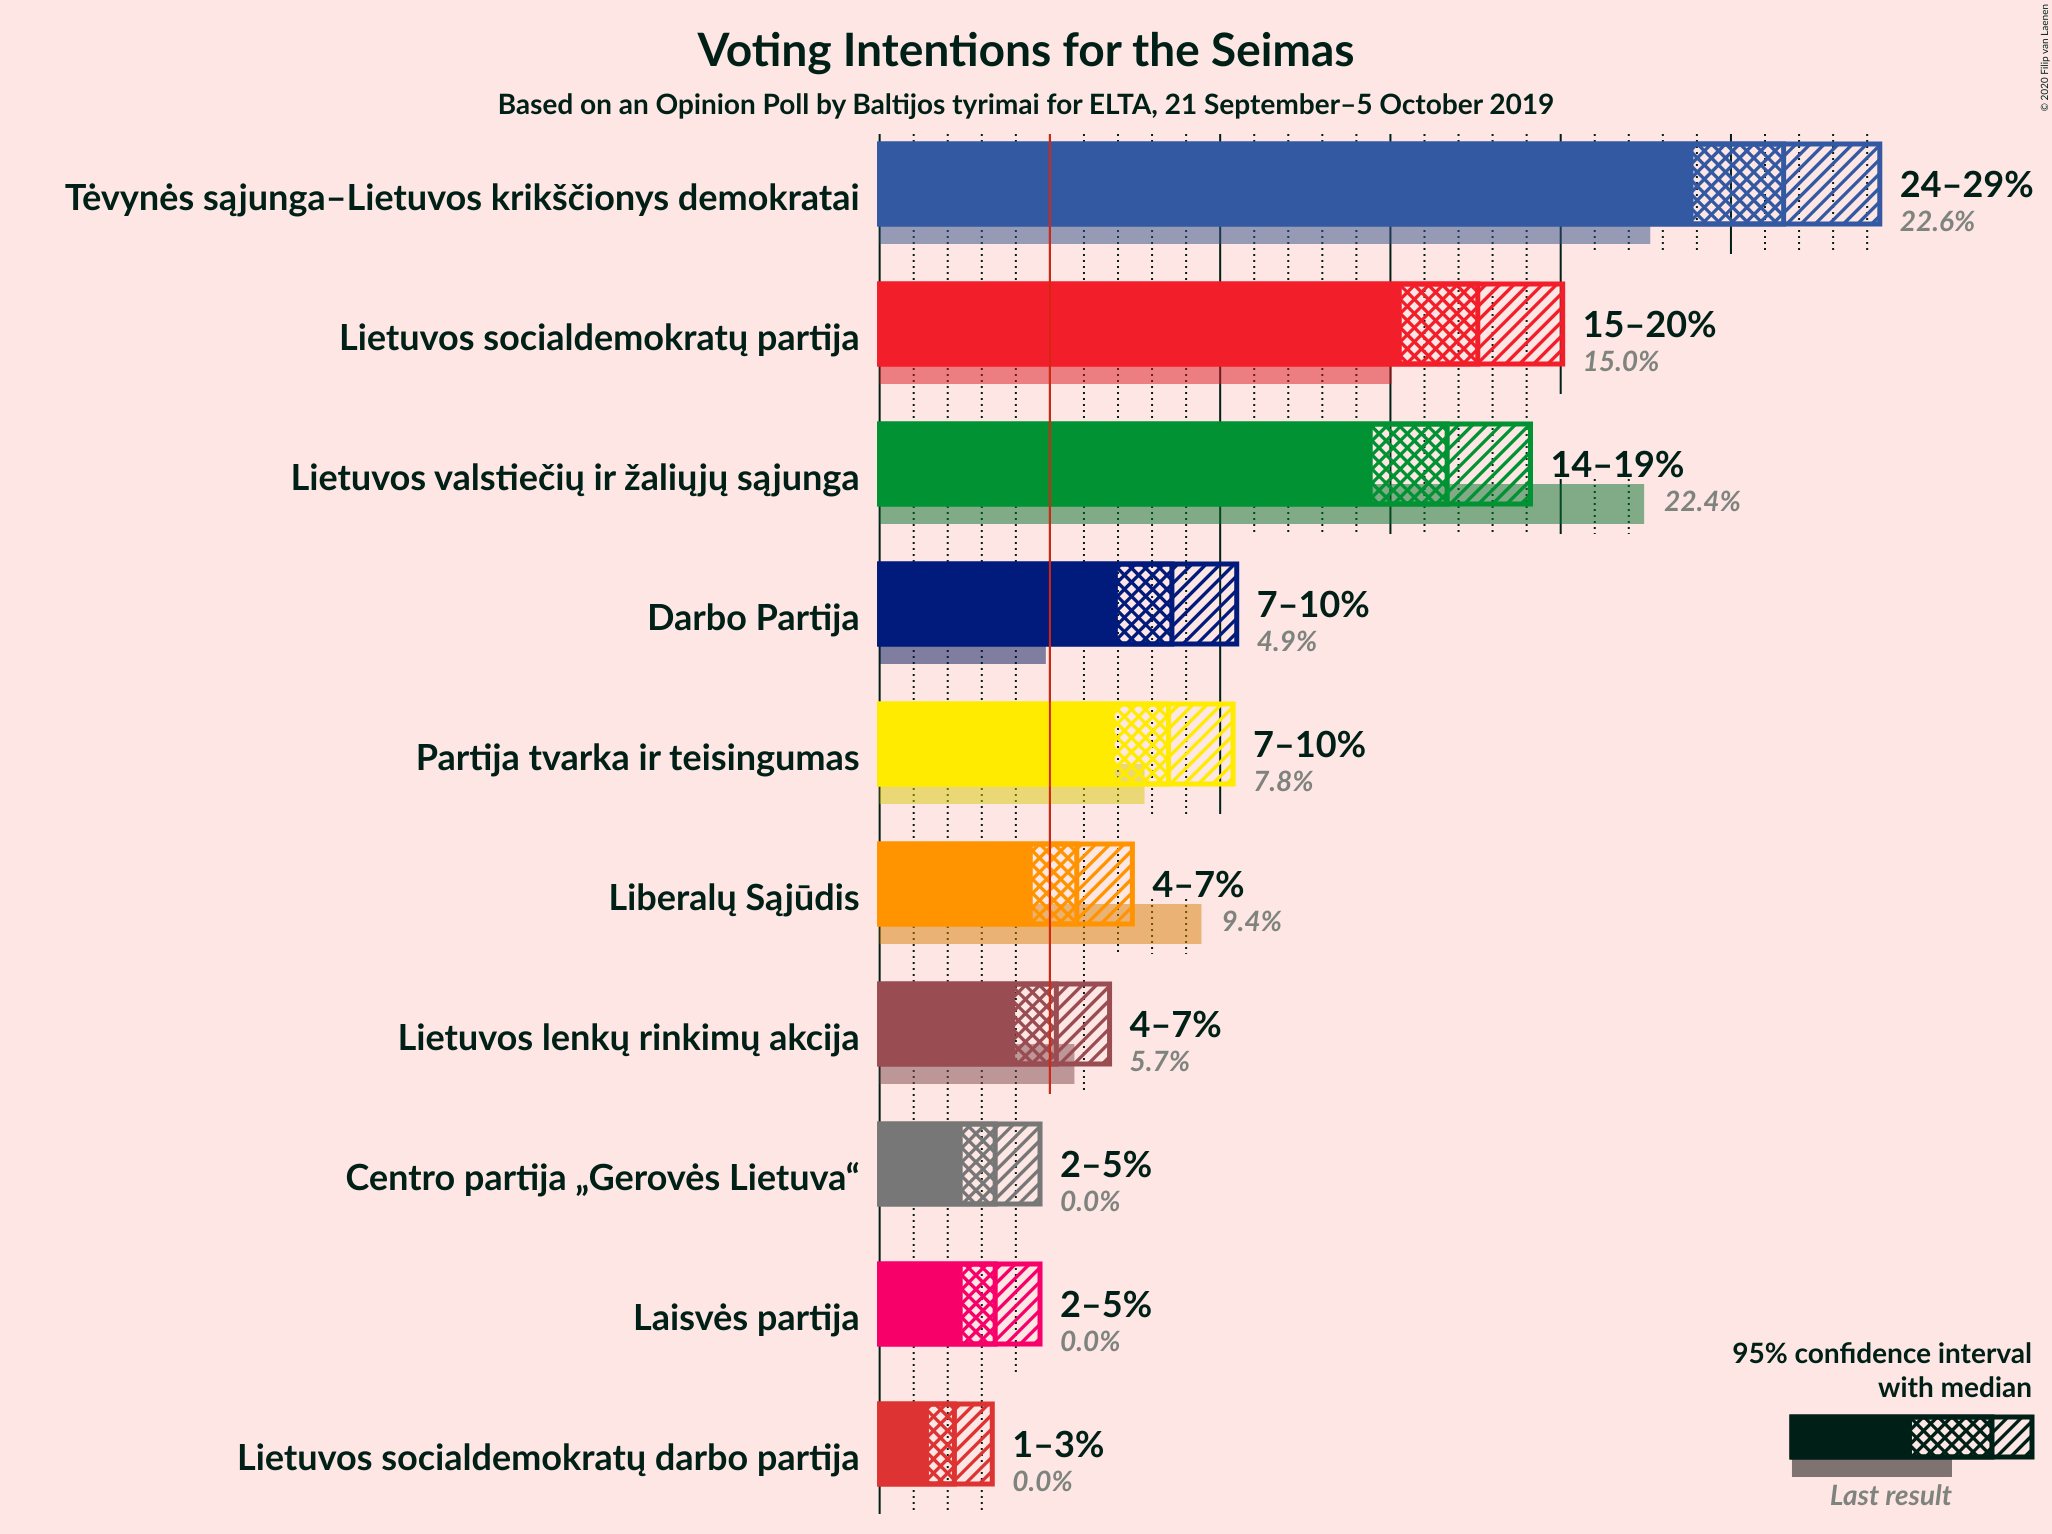 Voting Intentions for the Seimas
Based on an Opinion Poll by Baltijos tyrimai for ELTA, 21 September–5 October 2019
© 2020 Filip van Laenen
Tėvynės sąjunga–Lietuvos krikščionys demokratai
24–29%
22.6%
Lietuvos socialdemokratų partija
15–20%
15.0%
Lietuvos valstiečių ir žaliųjų sąjunga
14–19%
22.4%
Darbo Partija
7–10%
4.9%
Partija tvarka ir teisingumas
7–10%
7.8%
Liberalų Sąjūdis
4–7%
9.4%
Lietuvos lenkų rinkimų akcija
4–7%
5.7%
Centro partija „Gerovės Lietuva“
2–5%
0.0%
Laisvės partija
2–5%
0.0%
Lietuvos socialdemokratų darbo partija
1–3%
0.0%
95% confidence interval
with median
Last result